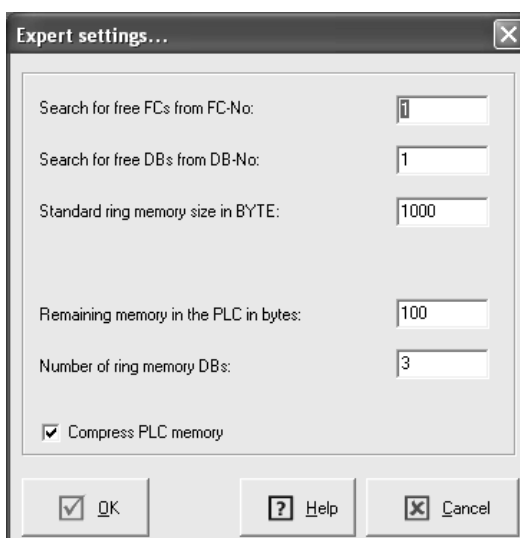 Expert settings...
Search for free FCs from FC-No: 1
Search for free DBs from DB-No: 1
Standard ring memory size in BYTE: 1000
Remaining memory in the PLC in bytes: 100
Number of ring memory DBs: 3
Compress PLC memory
OK Help Cancel